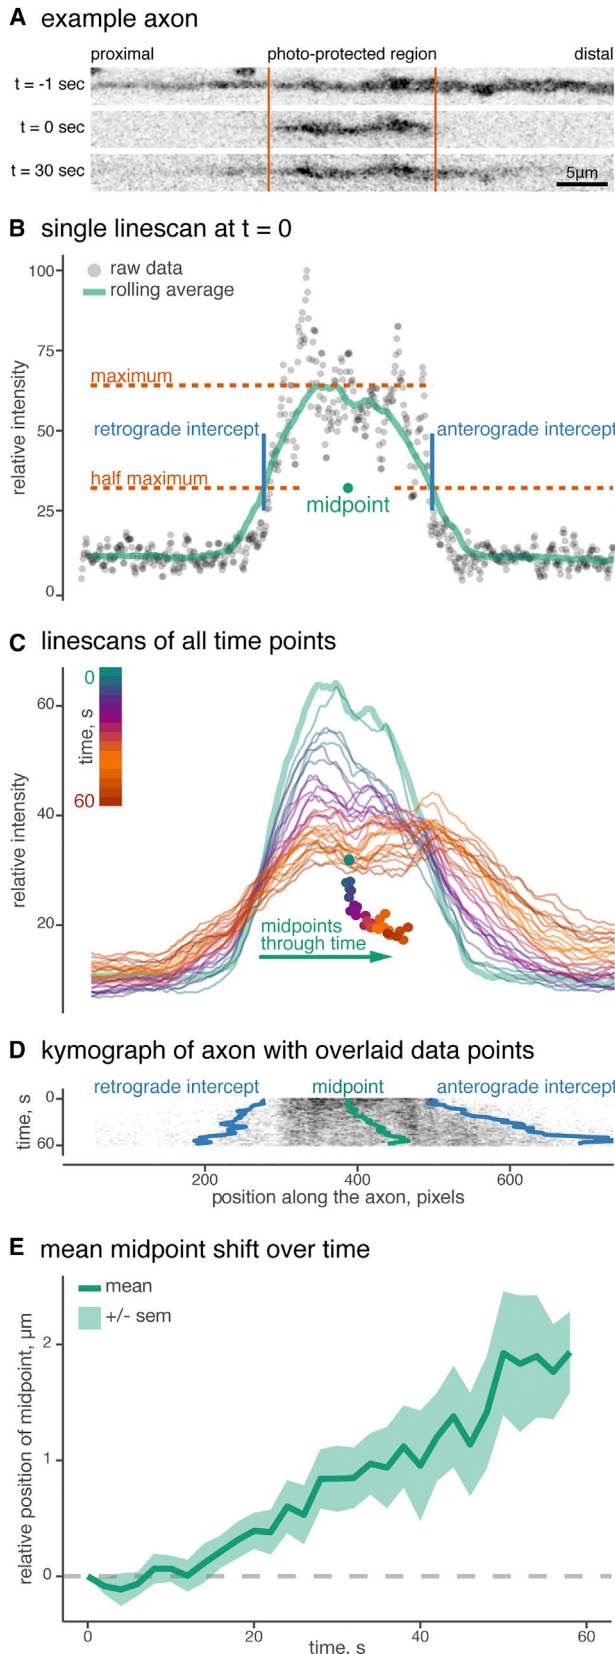 A example axon
proximal photo-protected region distal
t = -1 sec
t = 0 sec
t = 30 sec
5µm
B single linescan at t = 0
100
raw data
rolling average
75
maximum
50
retrograde intercept
anterograde intercept
half maximum
midpoint
25
0
relative intensity
C linescans of all time points
0
time, s
60
60
40
20
relative intensity
midpoints
through time
D kymograph of axon with overlaid data points
retrograde intercept midpoint anterograde intercept
0
60
time, s
200 400 600
position along the axon, pixels
E mean midpoint shift over time
mean
+/- sem
2
1
0
relative position of midpoint, µm
0 20 40 60
time, s